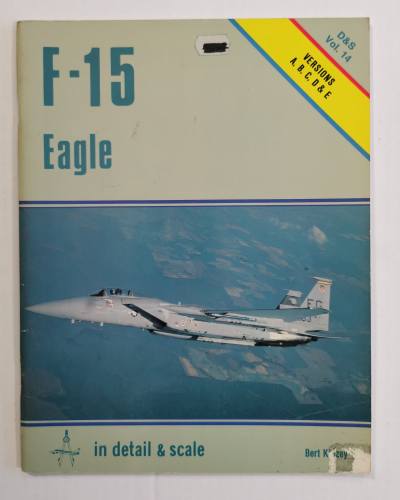 F-15
Eagle
D&S
Vol. 14
VERSIONS
A, B, C, D & E
in detail & scale
Bert